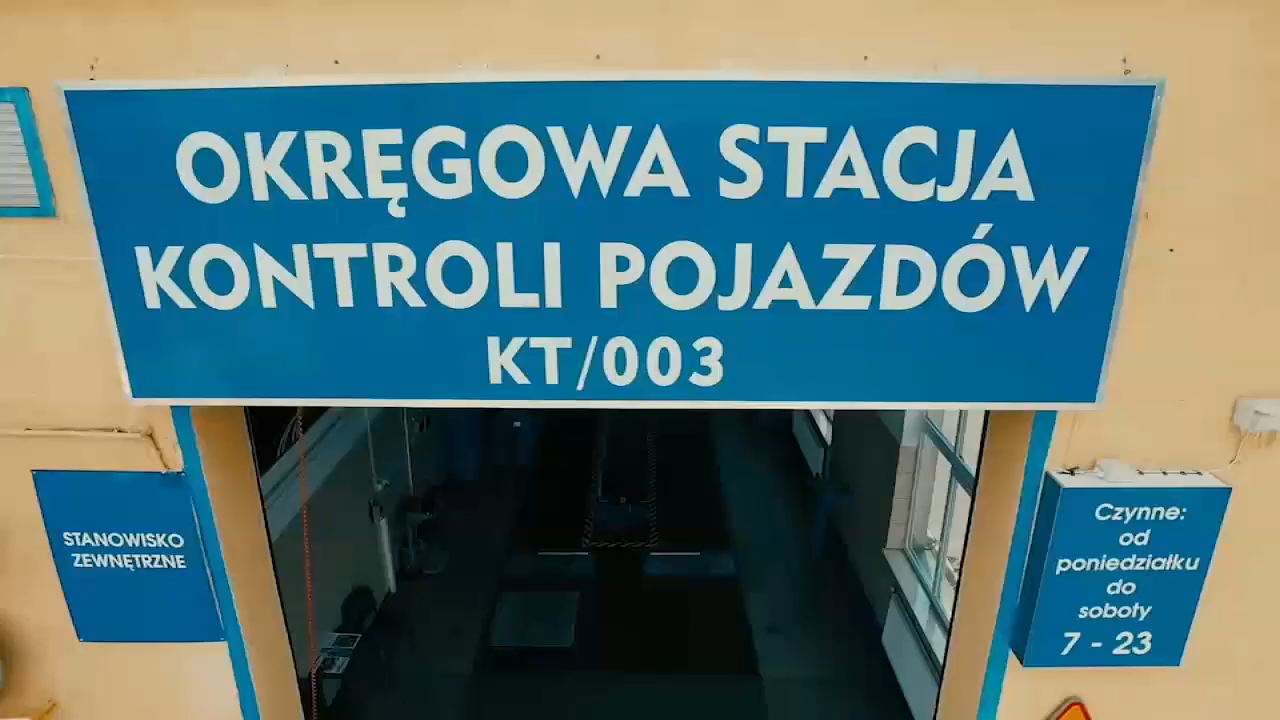 OKRĘGOWA STACJA
KONTROLI POJAZDÓW
KT/003
STANOWISKO
ZEWNĘTRZNE
Czynne:
od
poniedziałku
do
soboty
7 - 23